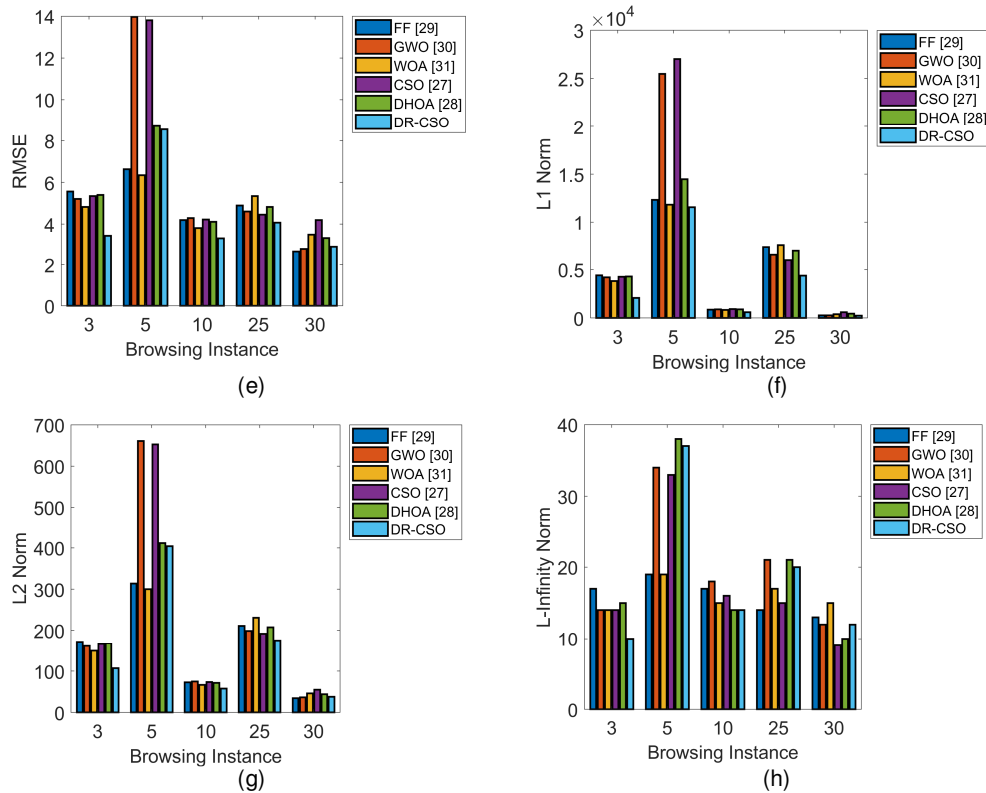 14
12
10
8
6
4
2
0
RMSE
3 5 10 25 30
Browsing Instance
FF [29]
GWO [30]
WOA [31]
CSO [27]
DHOA [28]
DR-CSO
(e)
×10⁴
3
2.5
2
1.5
1
0.5
0
L1 Norm
3 5 10 25 30
Browsing Instance
FF [29]
GWO [30]
WOA [31]
CSO [27]
DHOA [28]
DR-CSO
(f)
700
600
500
400
300
200
100
0
L2 Norm
3 5 10 25 30
Browsing Instance
FF [29]
GWO [30]
WOA [31]
CSO [27]
DHOA [28]
DR-CSO
(g)
40
30
20
10
0
L-Infinity Norm
3 5 10 25 30
Browsing Instance
FF [29]
GWO [30]
WOA [31]
CSO [27]
DHOA [28]
DR-CSO
(h)